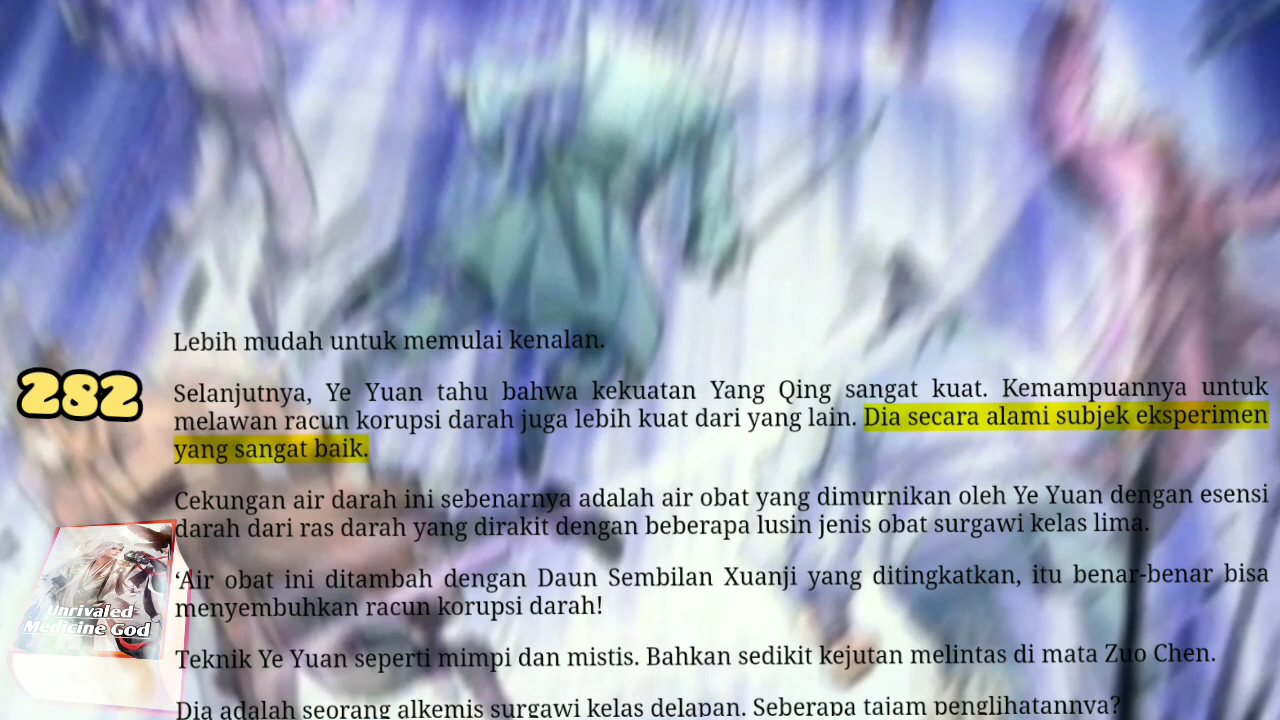 Lebih mudah untuk memulai kenalan.
282
Selanjutnya, Ye Yuan tahu bahwa kekuatan Yang Qing sangat kuat. Kemampuannya untuk
melawan racun korupsi darah juga lebih kuat dari yang lain. Dia secara alami subjek eksperimen
yang sangat baik.
Cekungan air darah ini sebenarnya adalah air obat yang dimurnikan oleh Ye Yuan dengan esensi
darah dari ras darah yang dirakit dengan beberapa lusin jenis obat surgawi kelas lima.
‘Air obat ini ditambah dengan Daun Sembilan Xuanji yang ditingkatkan, itu benar-benar bisa
menyembuhkan racun korupsi darah!
Unrivaled
Medicine God
Teknik Ye Yuan seperti mimpi dan mistis. Bahkan sedikit kejutan melintas di mata Zuo Chen.
Dia adalah seorang alkemis surgawi kelas delapan. Seberapa tajam penglihatannya?